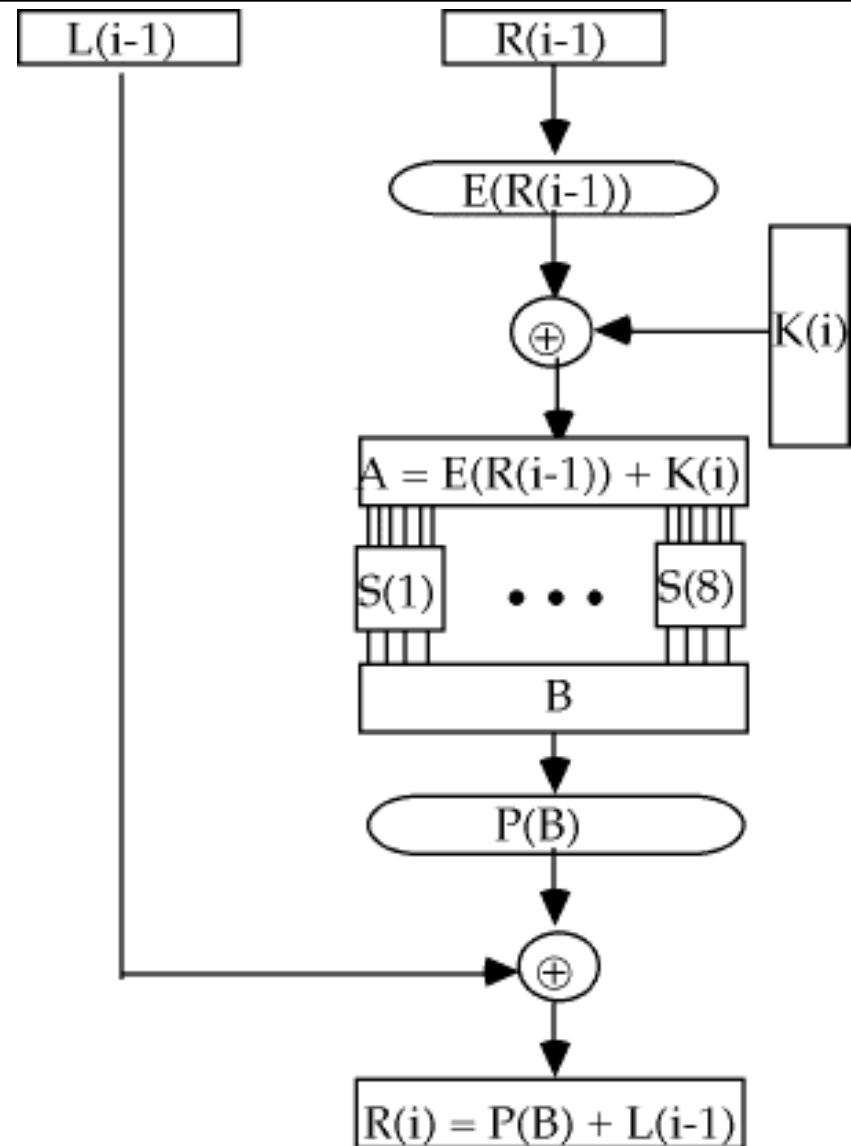 L(i-1)
R(i-1)
E(R(i-1))
⊕
K(i)
A = E(R(i-1)) + K(i)
S(1)
• • •
S(8)
B
P(B)
⊕
R(i) = P(B) + L(i-1)